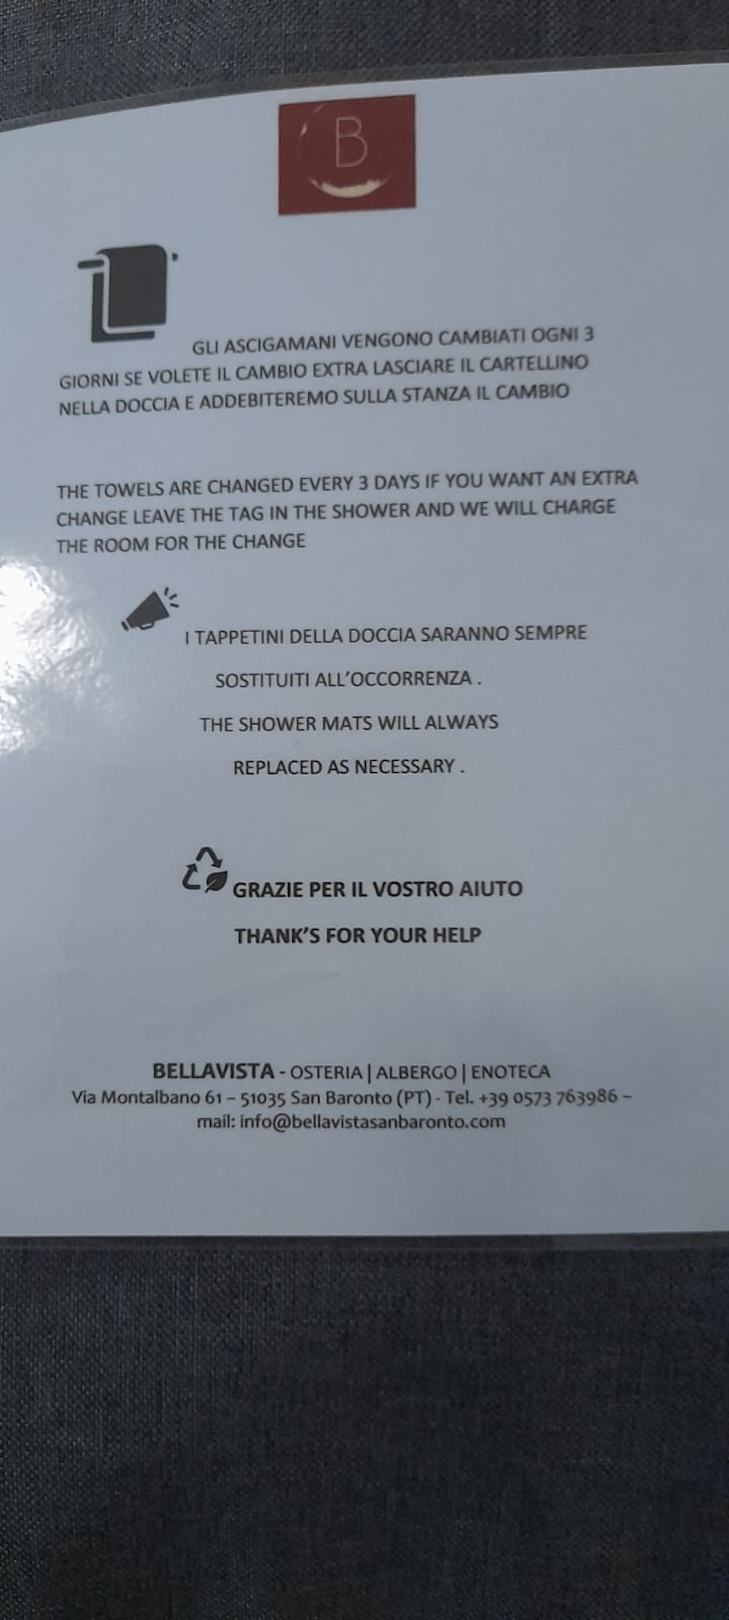 B
GLI ASCIGAMANI VENGONO CAMBIATI OGNI 3
GIORNI SE VOLETE IL CAMBIO EXTRA LASCIARE IL CARTELLINO
NELLA DOCCIA E ADDEBITEREMO SULLA STANZA IL CAMBIO
THE TOWELS ARE CHANGED EVERY 3 DAYS IF YOU WANT AN EXTRA
CHANGE LEAVE THE TAG IN THE SHOWER AND WE WILL CHARGE
THE ROOM FOR THE CHANGE
I TAPPETINI DELLA DOCCIA SARANNO SEMPRE
SOSTITUITI ALL'OCCORRENZA .
THE SHOWER MATS WILL ALWAYS
REPLACED AS NECESSARY .
GRAZIE PER IL VOSTRO AIUTO
THANK'S FOR YOUR HELP
BELLAVISTA - OSTERIA | ALBERGO | ENOTECA
Via Montalbano 61 – 51035 San Baronto (PT) - Tel. +39 0573 763986 –
mail: info@bellavistasanbaronto.com